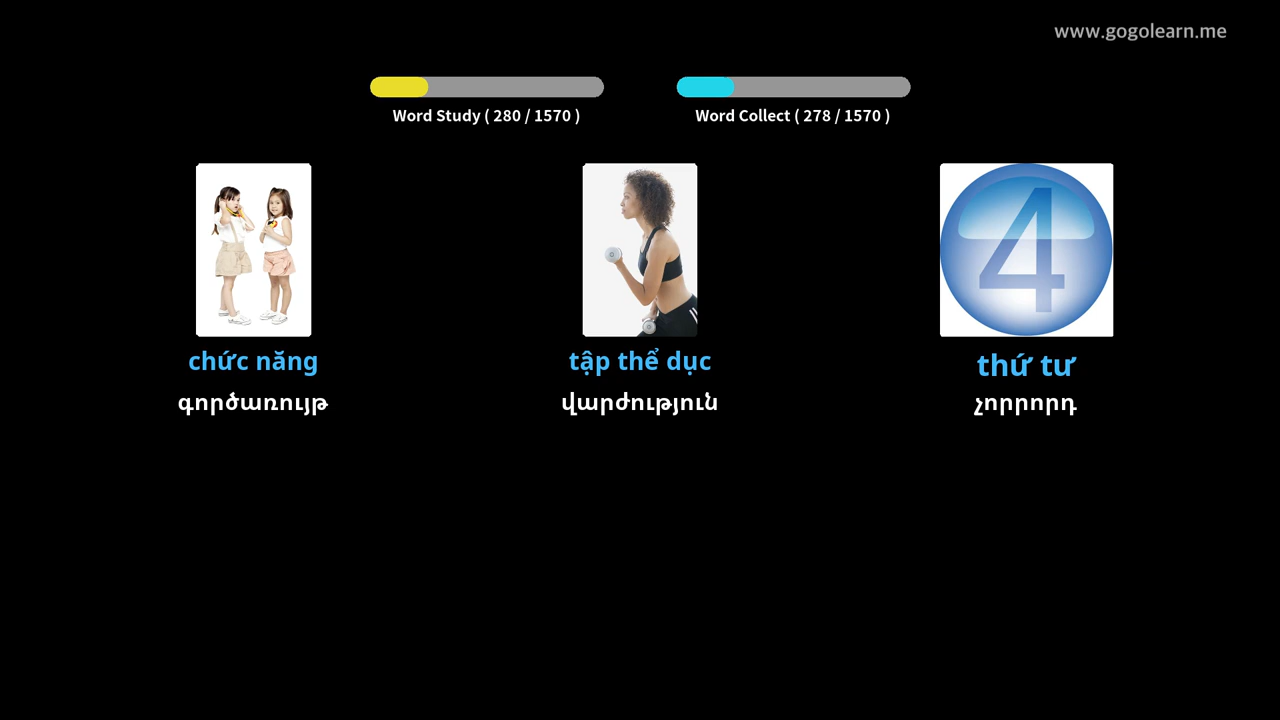 www.gogolearn.me
Word Study ( 280 / 1570 )
Word Collect ( 278 / 1570 )
chức năng
գործառույթ
tập thể dục
վարժություն
thứ tư
չորրորդ
4